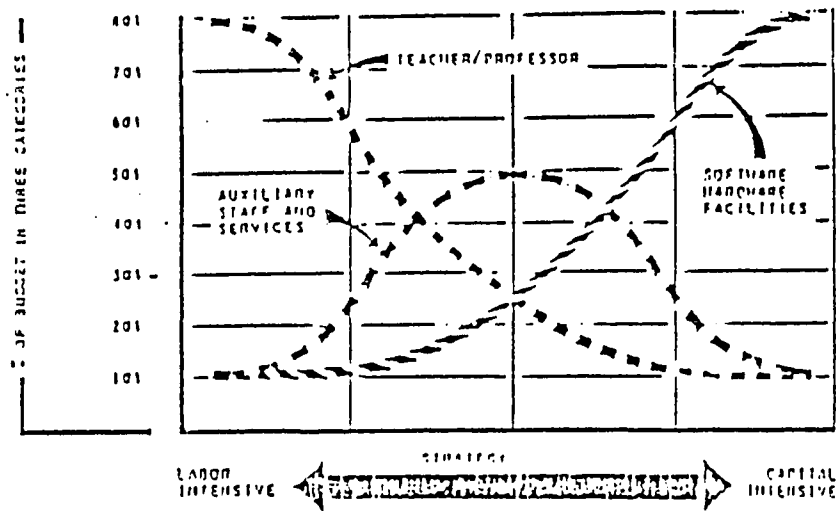 80%
70%
60%
50%
40%
30%
20%
10%
% OF BUDGET IN THREE CATEGORIES
TEACHER/PROFESSOR
AUXILIARY
STAFF AND
SERVICES
SOFTWARE
HARDWARE
FACILITIES
STRATEGY
LABOR
INTENSIVE
CAPITAL
INTENSIVE